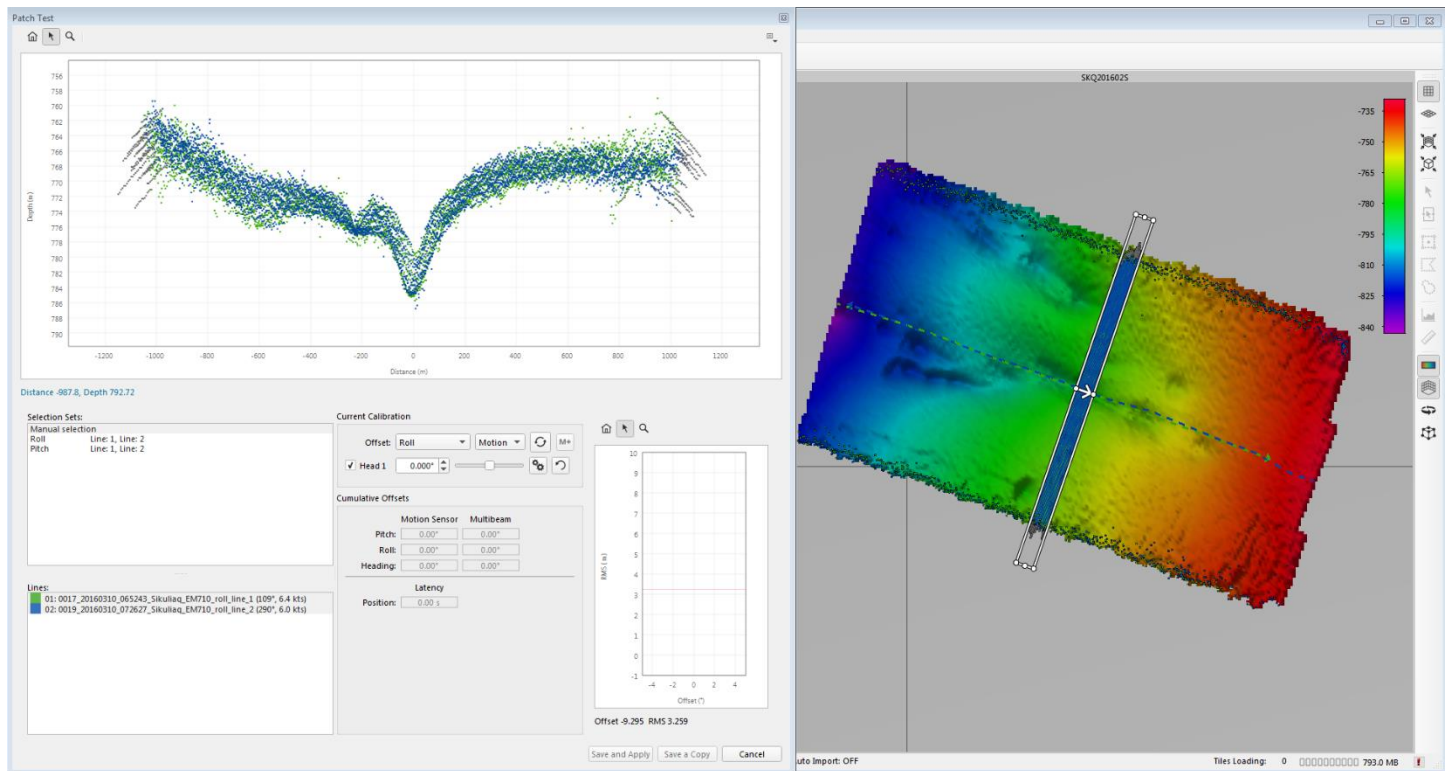 Patch Test
756
758
760
762
764
766
768
770
772
774
776
778
780
782
784
786
788
790
Depth (m)
-1200 -1000 -800 -600 -400 -200 0 200 400 600 800 1000 1200
Distance (m)
Distance -987.8, Depth 792.72
Selection Sets:
Manual selection
Roll Line: 1, Line: 2
Pitch Line: 1, Line: 2
Lines:
01: 0017_20160310_065243_Sikuliaq_EM710_roll_line_1 (109°, 6.4 kts)
02: 0019_20160310_072627_Sikuliaq_EM710_roll_line_2 (290°, 6.0 kts)
Current Calibration
Offset: Roll Motion M+
Head 1 0.000°
Cumulative Offsets
Motion Sensor Multibeam
Pitch: 0.00° 0.00°
Roll: 0.00° 0.00°
Heading: 0.00° 0.00°
Latency
Position: 0.00 s
10
9
8
7
6
5
4
3
2
1
0
-1
RMS (m)
-4 -2 0 2 4
Offset (°)
Offset -9.295 RMS 3.259
Save and Apply Save a Copy Cancel
SKQ201602S
-735
-750
-765
-780
-795
-810
-825
-840
uto Import: OFF
Tiles Loading: 0 793.0 MB !